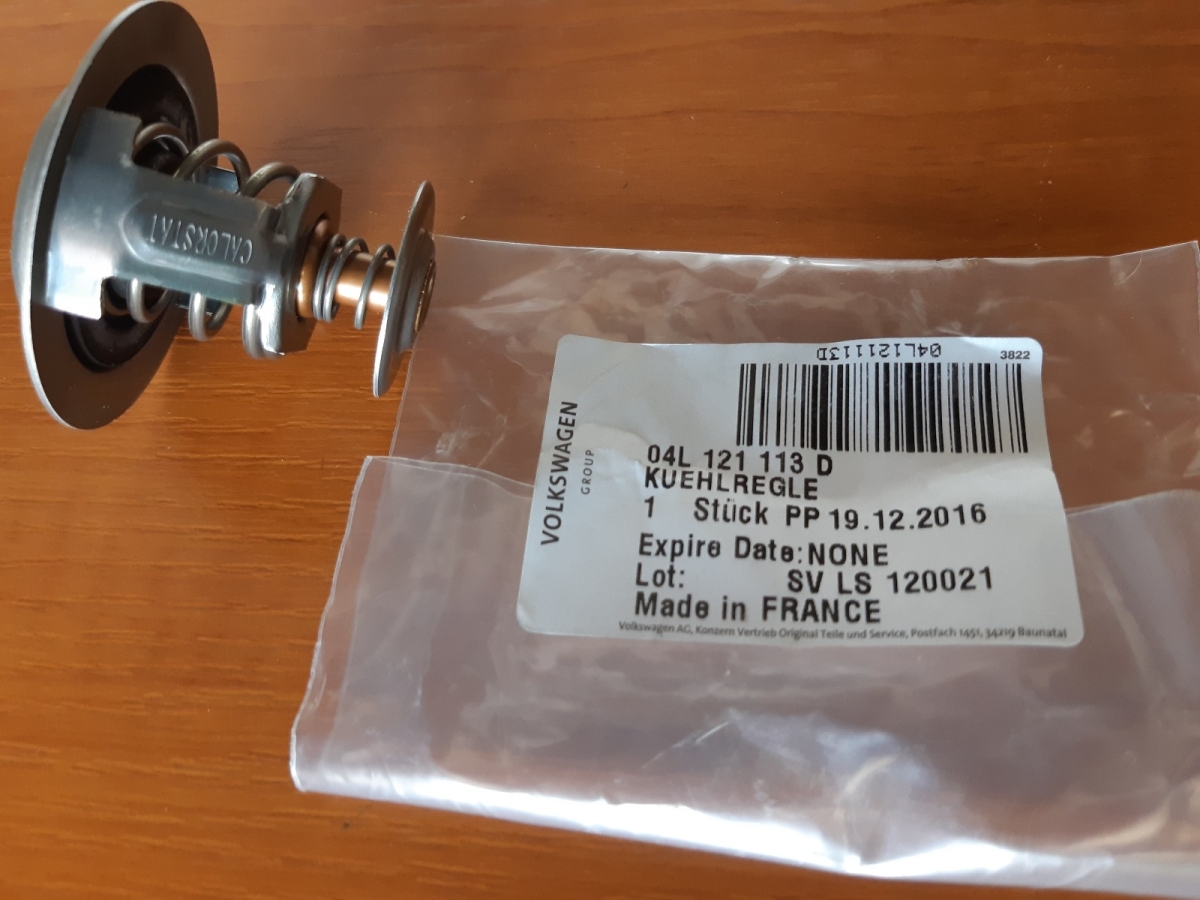 CALORSTAT
04L121113D
3822
VOLKSWAGEN
GROUP
04L 121 113 D
KUEHLREGLE
1 Stück PP 19.12.2016
Expire Date:NONE
Lot: SV LS 120021
Made in FRANCE
Volkswagen AG, Konzern Vertrieb Original Teile und Service, Postfach 1451, 34219 Baunatal